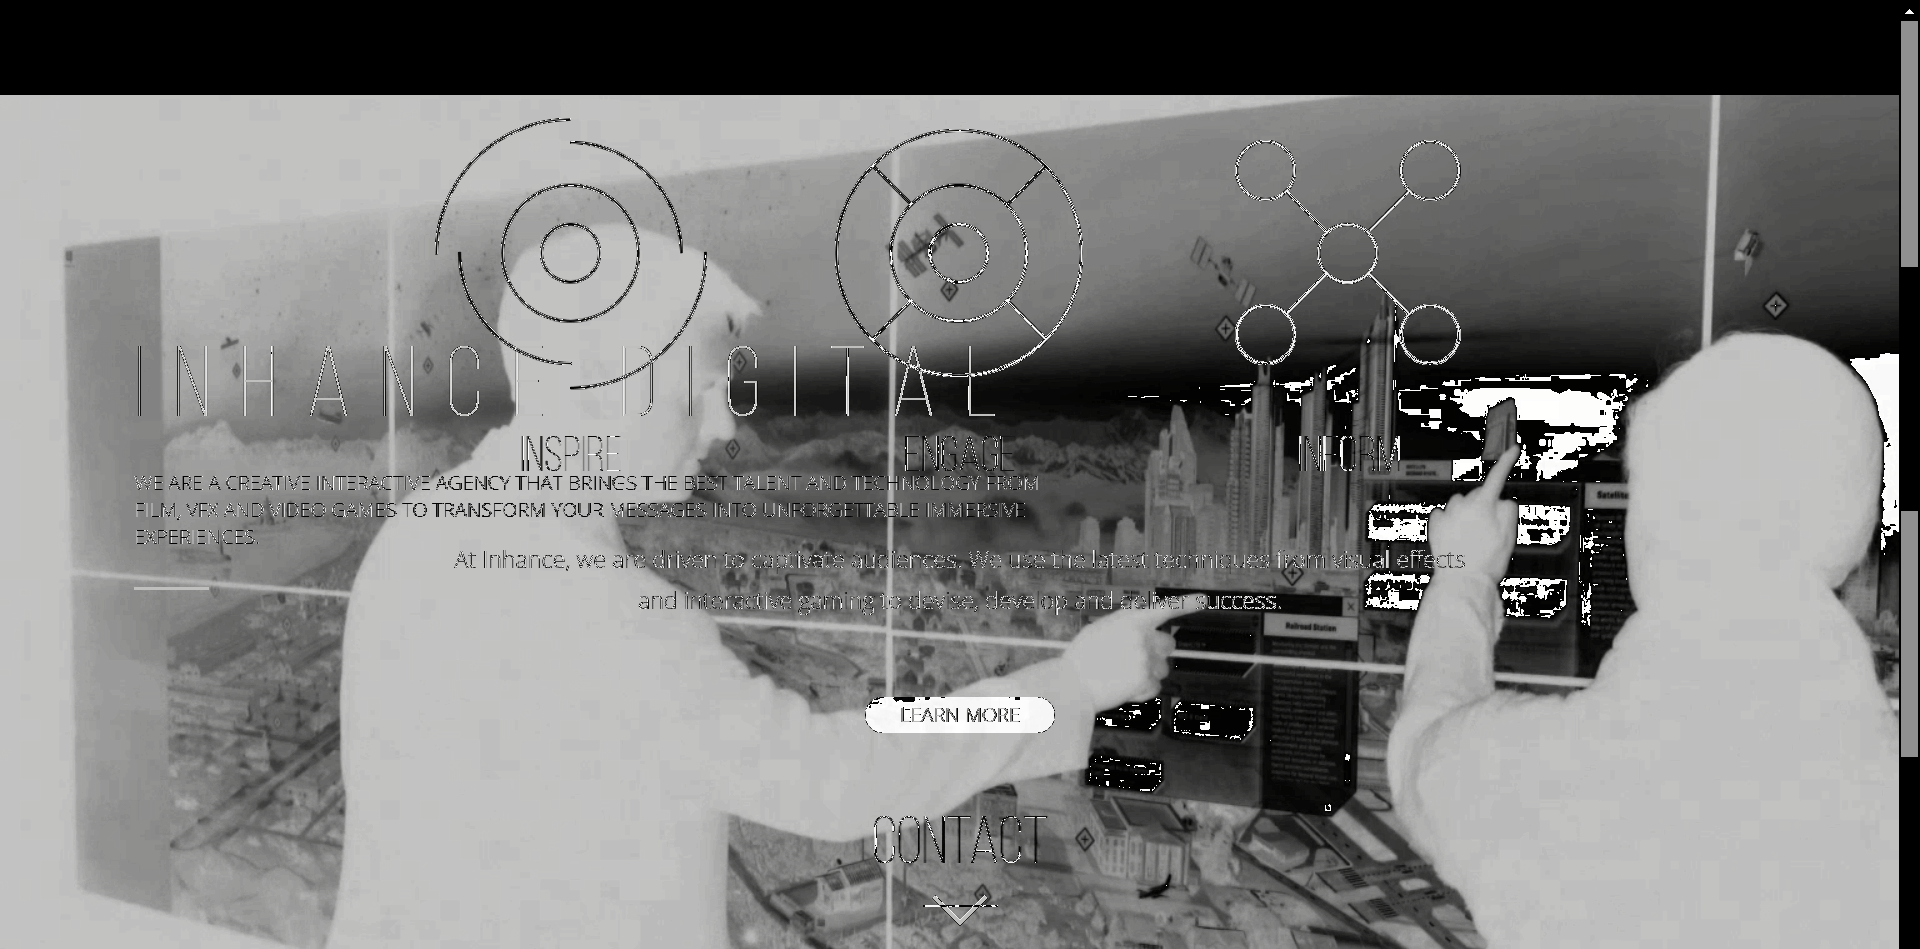 INHANCE DIGITAL
INSPIRE
ENGAGE
INFORM
WE ARE A CREATIVE INTERACTIVE AGENCY THAT BRINGS THE BEST TALENT AND TECHNOLOGY FROM
FILM, VFX AND VIDEO GAMES TO TRANSFORM YOUR MESSAGES INTO UNFORGETTABLE IMMERSIVE
EXPERIENCES.
At Inhance, we are driven to captivate audiences. We use the latest techniques from visual effects
and interactive gaming to devise, develop and deliver success.
Railroad Station
LEARN MORE
CONTACT